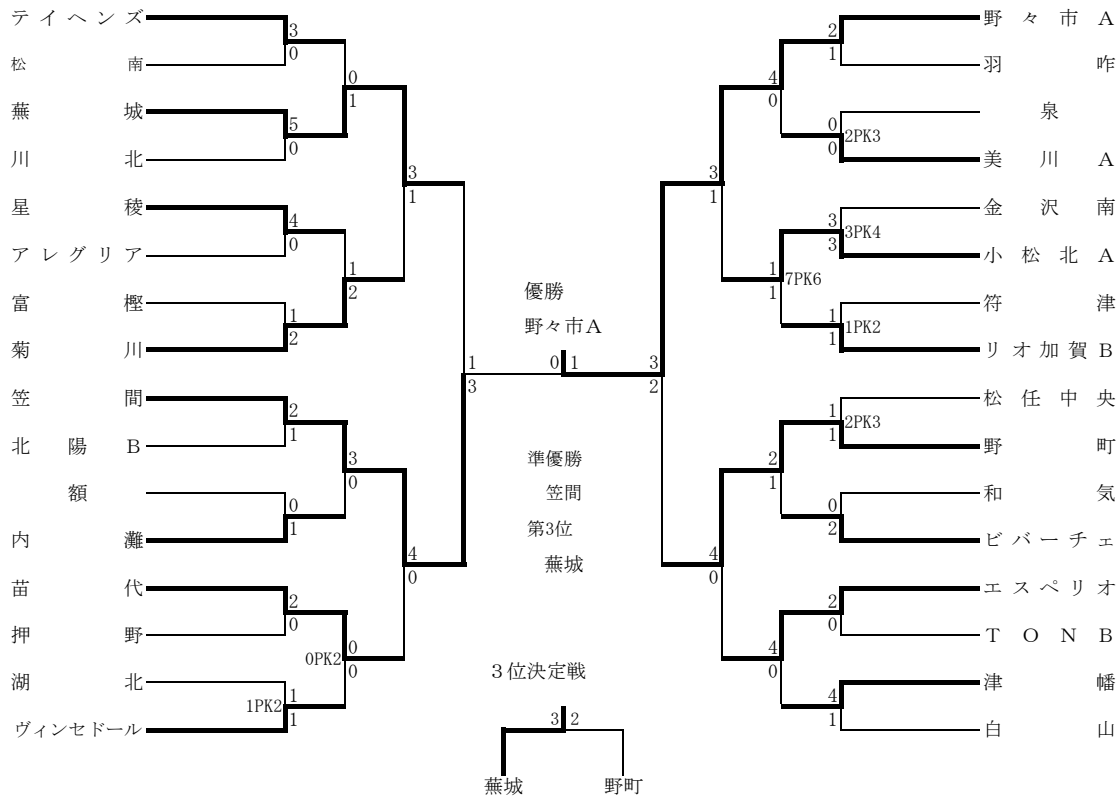 テイヘンズ 3 2 野々市A
松南 0 1 羽咋
0 4
1 0
蕪城 5 0 泉
2PK3
川北 0 0 美川A
3 3
1 1
星稜 4 3 金沢南
3PK4
アレグリア 0 3 小松北A
1 1
7PK6
2 1
優勝
富樫 1 1 符津
野々市A
1PK2
菊川 2 1 リオ加賀B
1 0 1 3
3 2
笠間 2 1 松任中央
2PK3
北陽B 1 1 野町
準優勝
3 2
0 1
笠間
額 0 0 和気
第3位
内灘 1 2 ビバーチェ
4 4
蕪城
0 0
苗代 2 2 エスペリオ
押野 0 0 TONB
0 4
0PK2
0 0
3位決定戦
湖北 1 4 津幡
1PK2
ヴィンセドール 1 1 白山
3 2
蕪城 野町